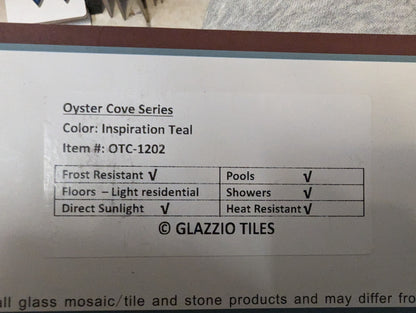 Oyster Cove Series
Color: Inspiration Teal
Item #: OTC-1202
Frost Resistant √ Pools √
Floors – Light residential Showers √
Direct Sunlight √ Heat Resistant √
© GLAZZIO TILES
all glass mosaic/tile and stone products and may differ fro